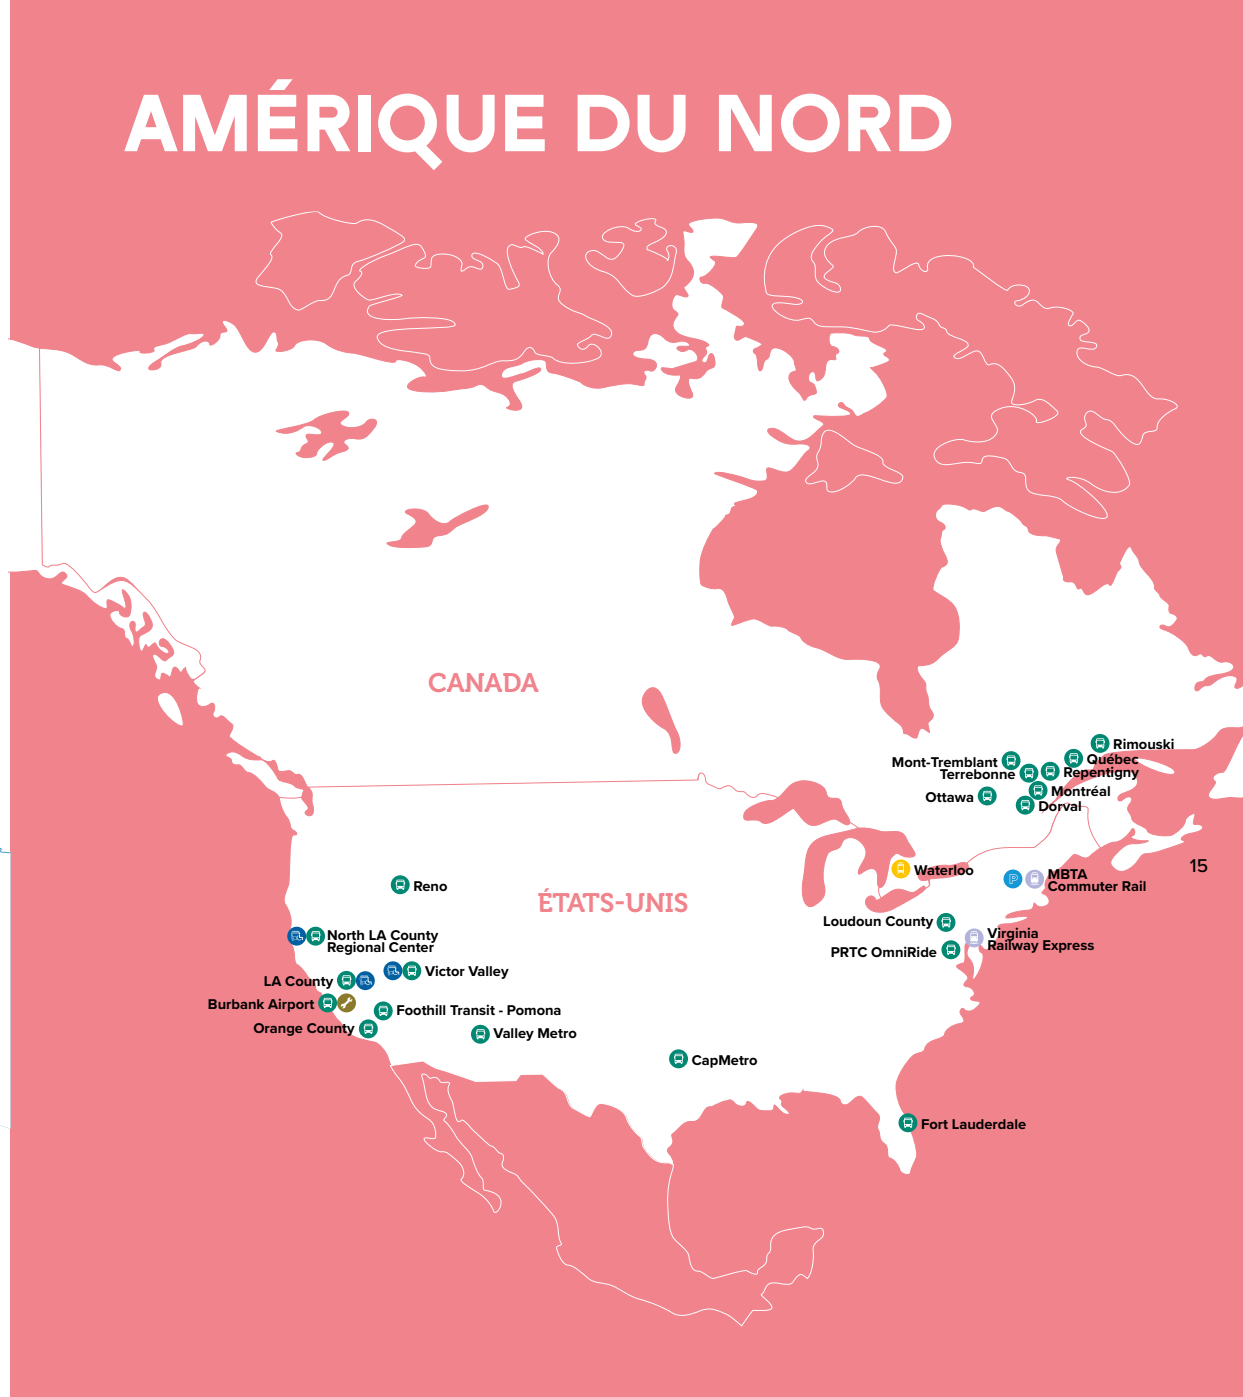 AMÉRIQUE DU NORD
CANADA
Rimouski
Québec
Mont-Tremblant
Repentigny
Terrebonne
Montréal
Ottawa
Dorval
15
Waterloo
MBTA
Commuter Rail
Reno
ÉTATS-UNIS
Loudoun County
Virginia
Railway Express
North LA County
Regional Center
PRTC OmniRide
Victor Valley
LA County
Burbank Airport
Foothill Transit - Pomona
Orange County
Valley Metro
CapMetro
Fort Lauderdale
P